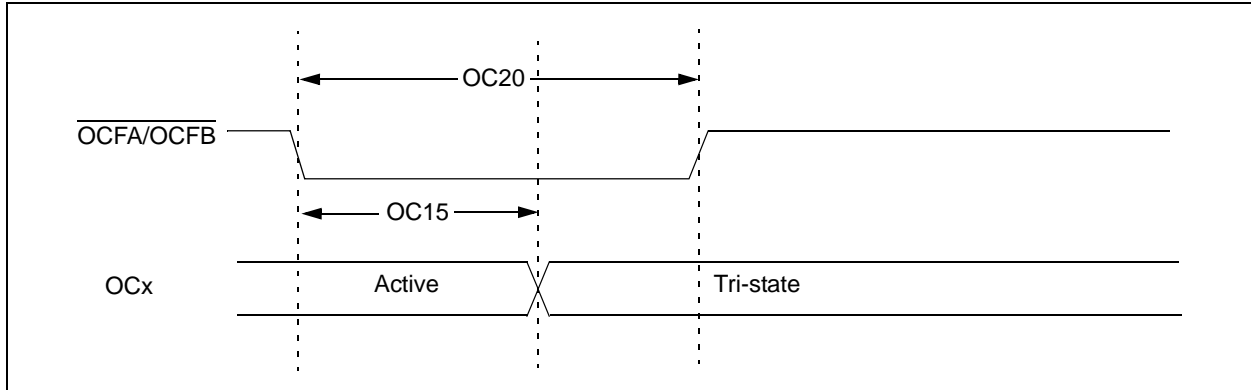 OC20
OCFA/OCFB
OC15
OCx
Active
Tri-state